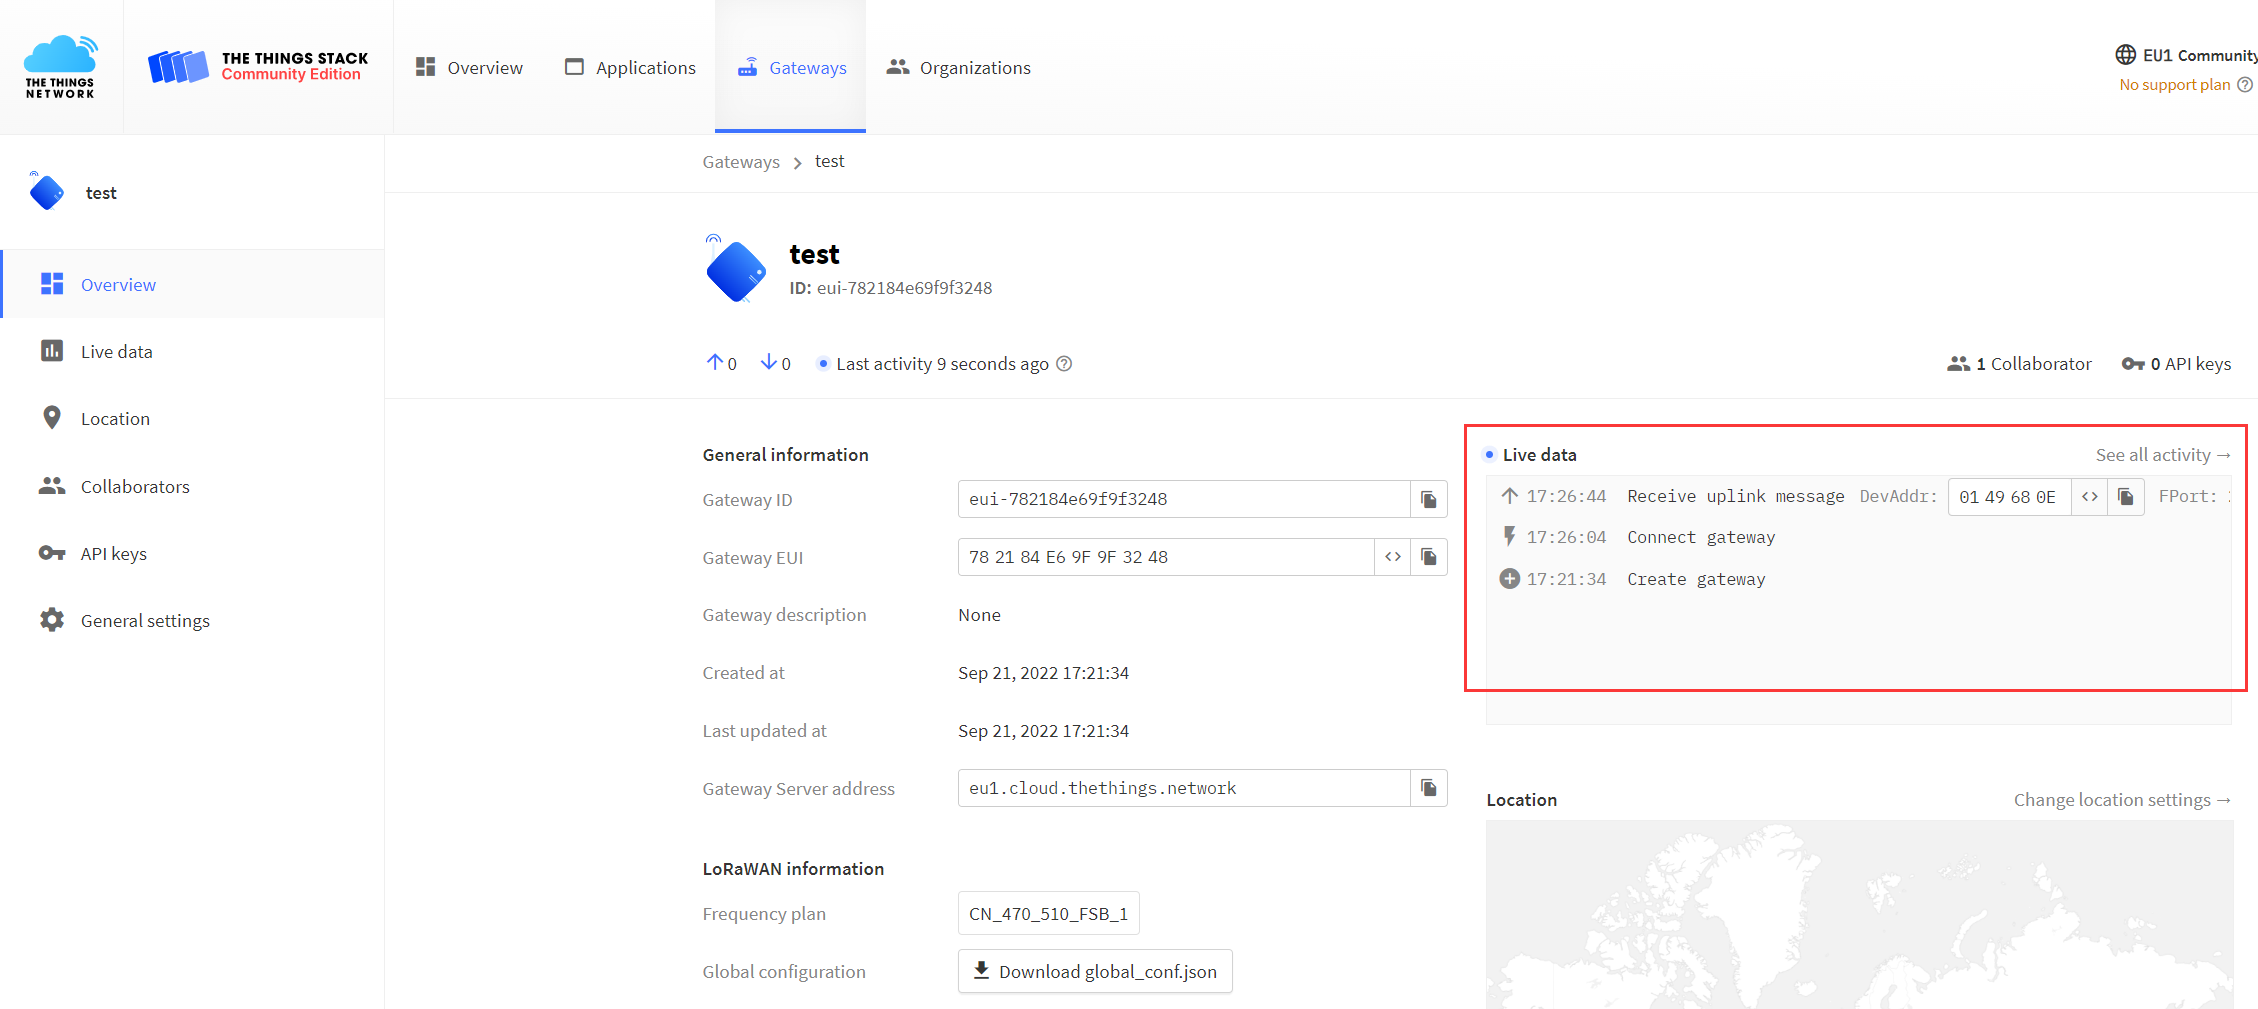 THE THINGS
NETWORK
THE THINGS STACK
Community Edition
Overview
Applications
Gateways
Organizations
EU1 Community
No support plan
test
Overview
Live data
Location
Collaborators
API keys
General settings
Gateways > test
test
ID: eui-782184e69f9f3248
0 0 Last activity 9 seconds ago
1 Collaborator
0 API keys
General information
Gateway ID eui-782184e69f9f3248
Gateway EUI 78 21 84 E6 9F 9F 32 48 <>
Gateway description None
Created at Sep 21, 2022 17:21:34
Last updated at Sep 21, 2022 17:21:34
Gateway Server address eu1.cloud.thethings.network
LoRaWAN information
Frequency plan CN_470_510_FSB_1
Global configuration Download global_conf.json
Live data See all activity →
17:26:44 Receive uplink message DevAddr: 01 49 68 0E <> FPort:
17:26:04 Connect gateway
17:21:34 Create gateway
Location Change location settings →